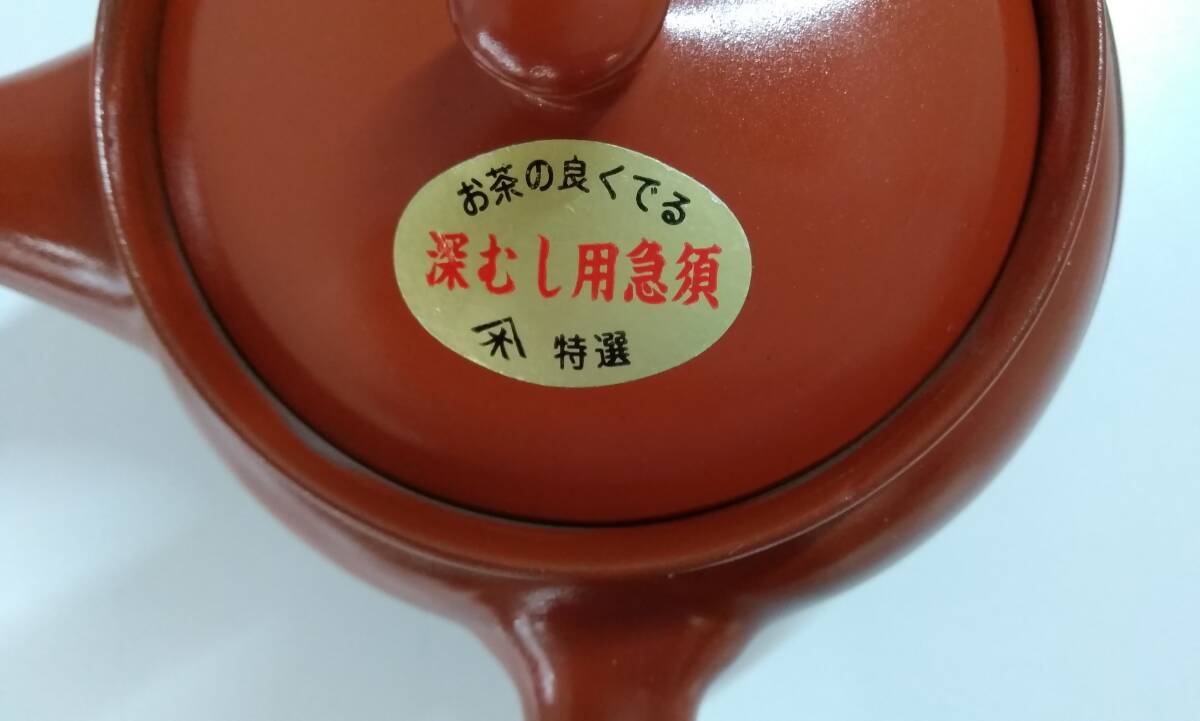 お茶の良くでる
深むし用急須
特選